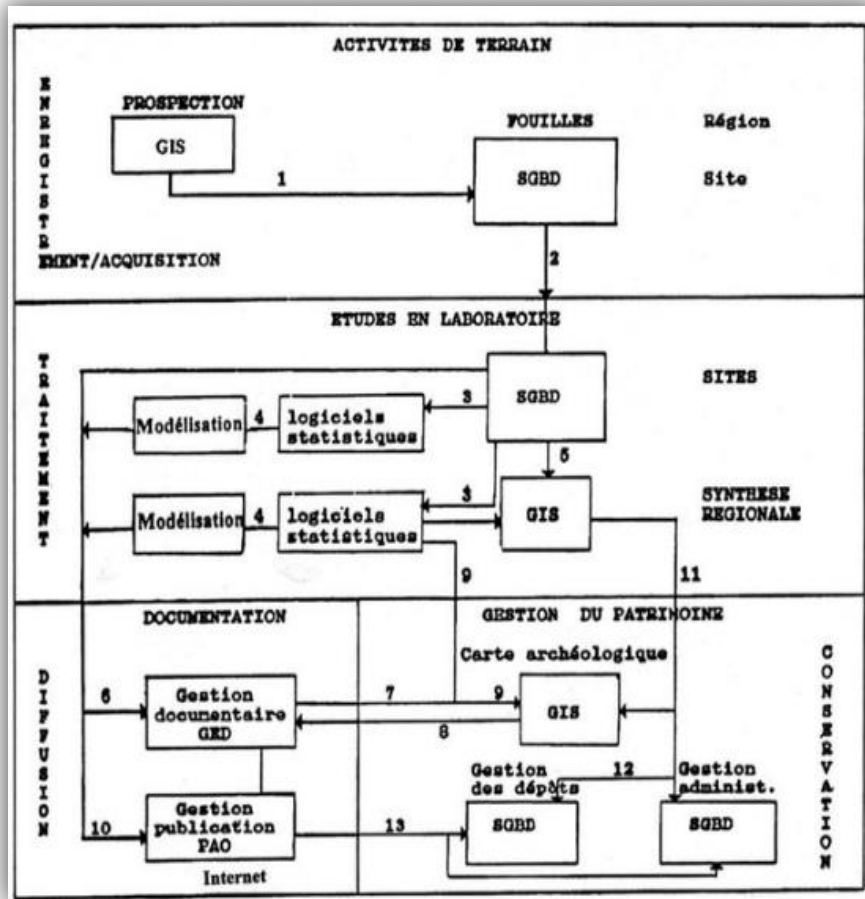 ACTIVITES DE TERRAIN
ENREGISTREMENT/ACQUISITION
PROSPECTION
GIS
1
FOUILLES
SGBD
Région
Site
2
ETUDES EN LABORATOIRE
TRAITEMENT
SGBD
SITES
3
logiciels
statistiques
4
Modélisation
5
3
logiciels
statistiques
4
Modélisation
GIS
SYNTHESE
REGIONALE
9
11
DOCUMENTATION
DIFFUSION
6
Gestion
documentaire
GED
7
8
10
Gestion
publication
PAO
Internet
13
GESTION DU PATRIMOINE
CONSERVATION
Carte archéologique
9
GIS
12
Gestion
des dépôts
SGBD
Gestion
administ.
SGBD